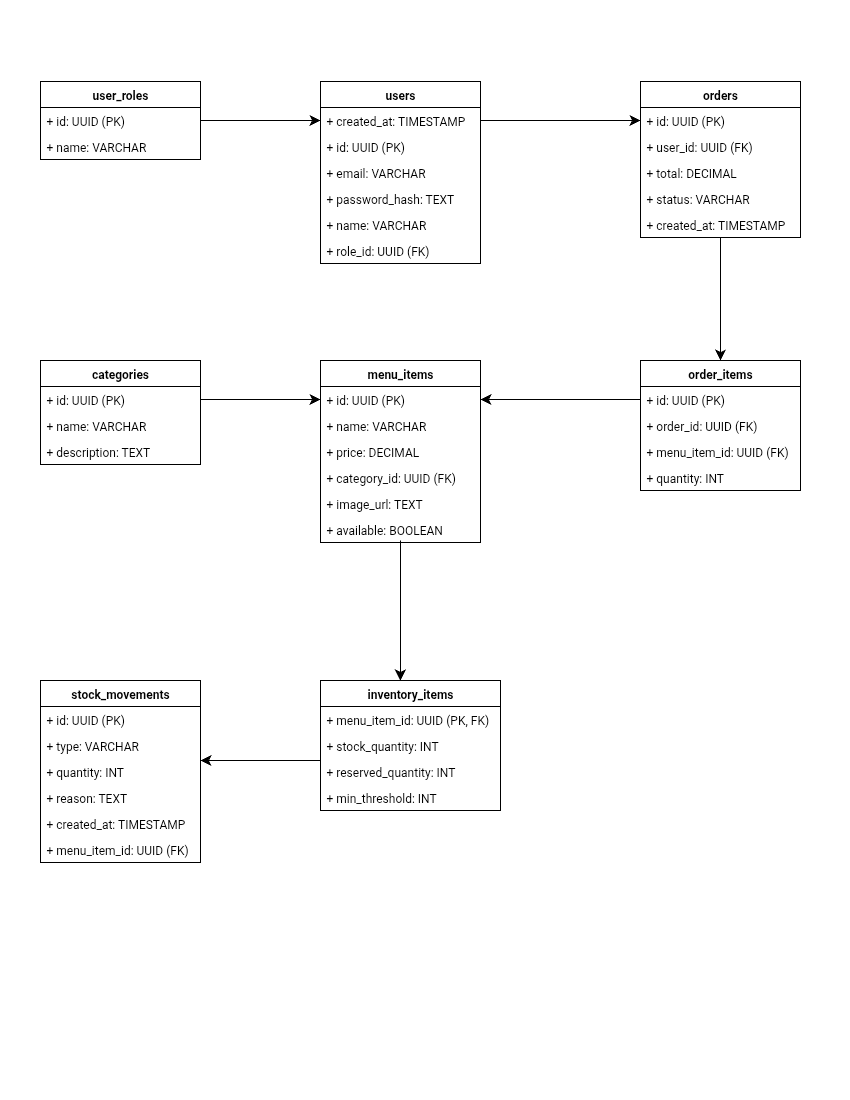 user_roles
+ id: UUID (PK)
+ name: VARCHAR
users
+ created_at: TIMESTAMP
+ id: UUID (PK)
+ email: VARCHAR
+ password_hash: TEXT
+ name: VARCHAR
+ role_id: UUID (FK)
orders
+ id: UUID (PK)
+ user_id: UUID (FK)
+ total: DECIMAL
+ status: VARCHAR
+ created_at: TIMESTAMP
categories
+ id: UUID (PK)
+ name: VARCHAR
+ description: TEXT
menu_items
+ id: UUID (PK)
+ name: VARCHAR
+ price: DECIMAL
+ category_id: UUID (FK)
+ image_url: TEXT
+ available: BOOLEAN
order_items
+ id: UUID (PK)
+ order_id: UUID (FK)
+ menu_item_id: UUID (FK)
+ quantity: INT
stock_movements
+ id: UUID (PK)
+ type: VARCHAR
+ quantity: INT
+ reason: TEXT
+ created_at: TIMESTAMP
+ menu_item_id: UUID (FK)
inventory_items
+ menu_item_id: UUID (PK, FK)
+ stock_quantity: INT
+ reserved_quantity: INT
+ min_threshold: INT